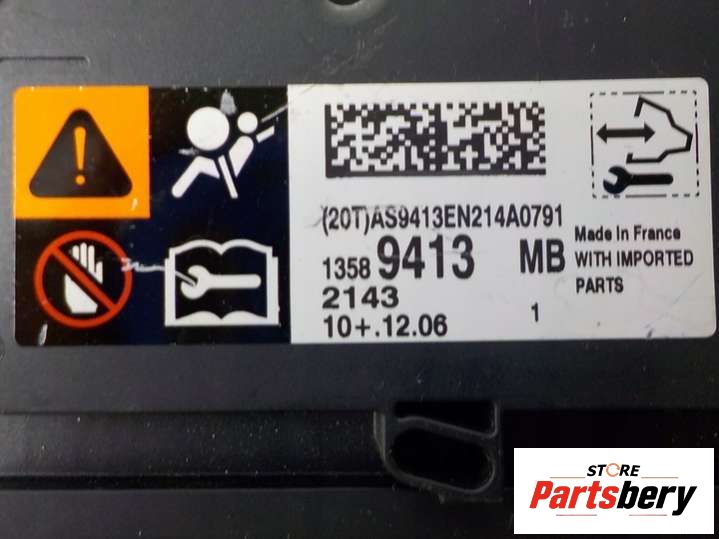 (20T)AS9413EN214A0791
1358 9413 MB
2143
10+.12.06 1
Made In France
WITH IMPORTED
PARTS
STORE
Partsbery